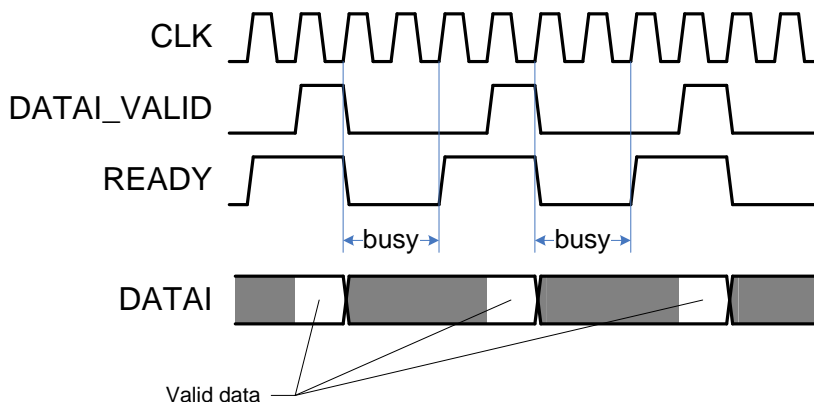 CLK
DATAI_VALID
READY
busy busy
DATAI
Valid data